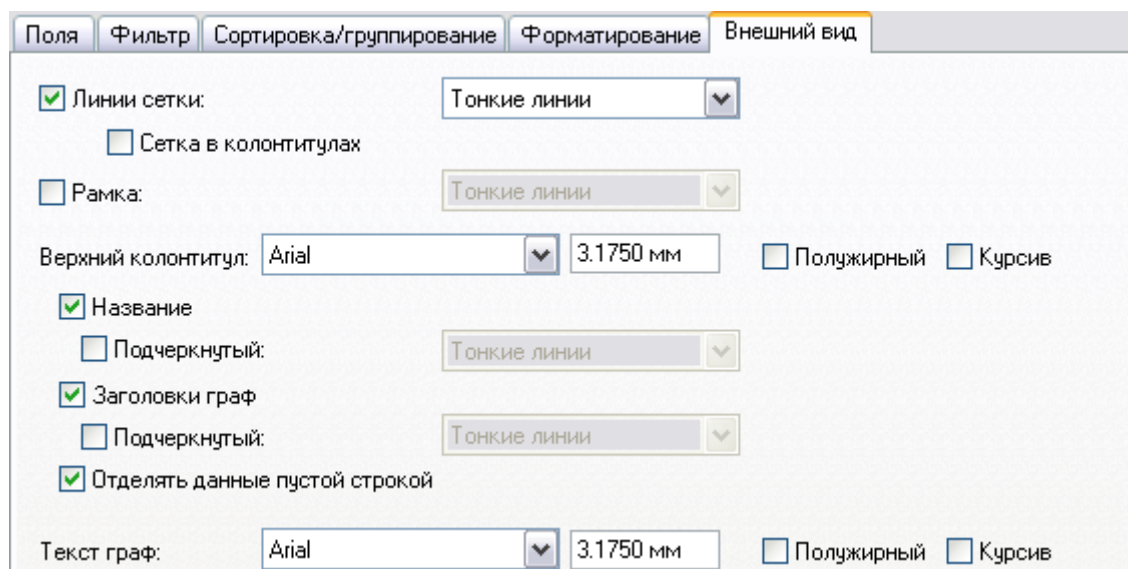 Поля Фильтр Сортировка/группирование Форматирование Внешний вид
Линии сетки: Тонкие линии
Сетка в колонтитулах
Рамка: Тонкие линии
Верхний колонтитул: Arial 3.1750 мм Полужирный Курсив
Название
Подчеркнутый: Тонкие линии
Заголовки граф
Подчеркнутый: Тонкие линии
Отделять данные пустой строкой
Текст граф: Arial 3.1750 мм Полужирный Курсив